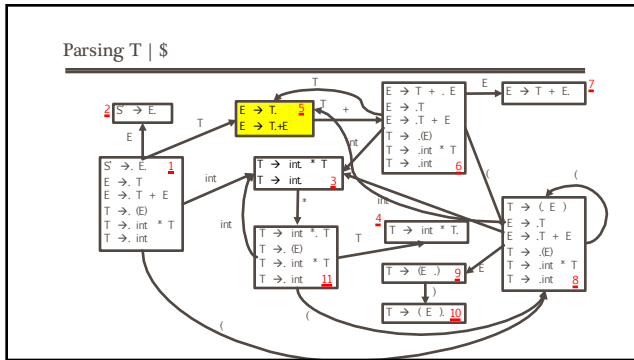 Parsing T | $
2
S' → E.
E
T
E → T. 5
E → T.+E
T
T
+
E → T + . E
E → .T
E → .T + E
T → .(E)
T → .int * T
T → .int
6
E
E → T + E.
7
S' →. E. 1
E →. T
E →. T + E
T →. (E)
T →. int * T
T →. int
int
T → int. * T
T → int. 3
int
*
int
T → int *. T
T →. (E)
T →. int * T
T →. int 11
T
4
T → int * T.
int
(
T → (. E )
E → .T
E → .T + E
T → .(E)
T → .int * T
T → .int 8
(
E
T → (E .) 9
)
T → ( E ). 10
(
(